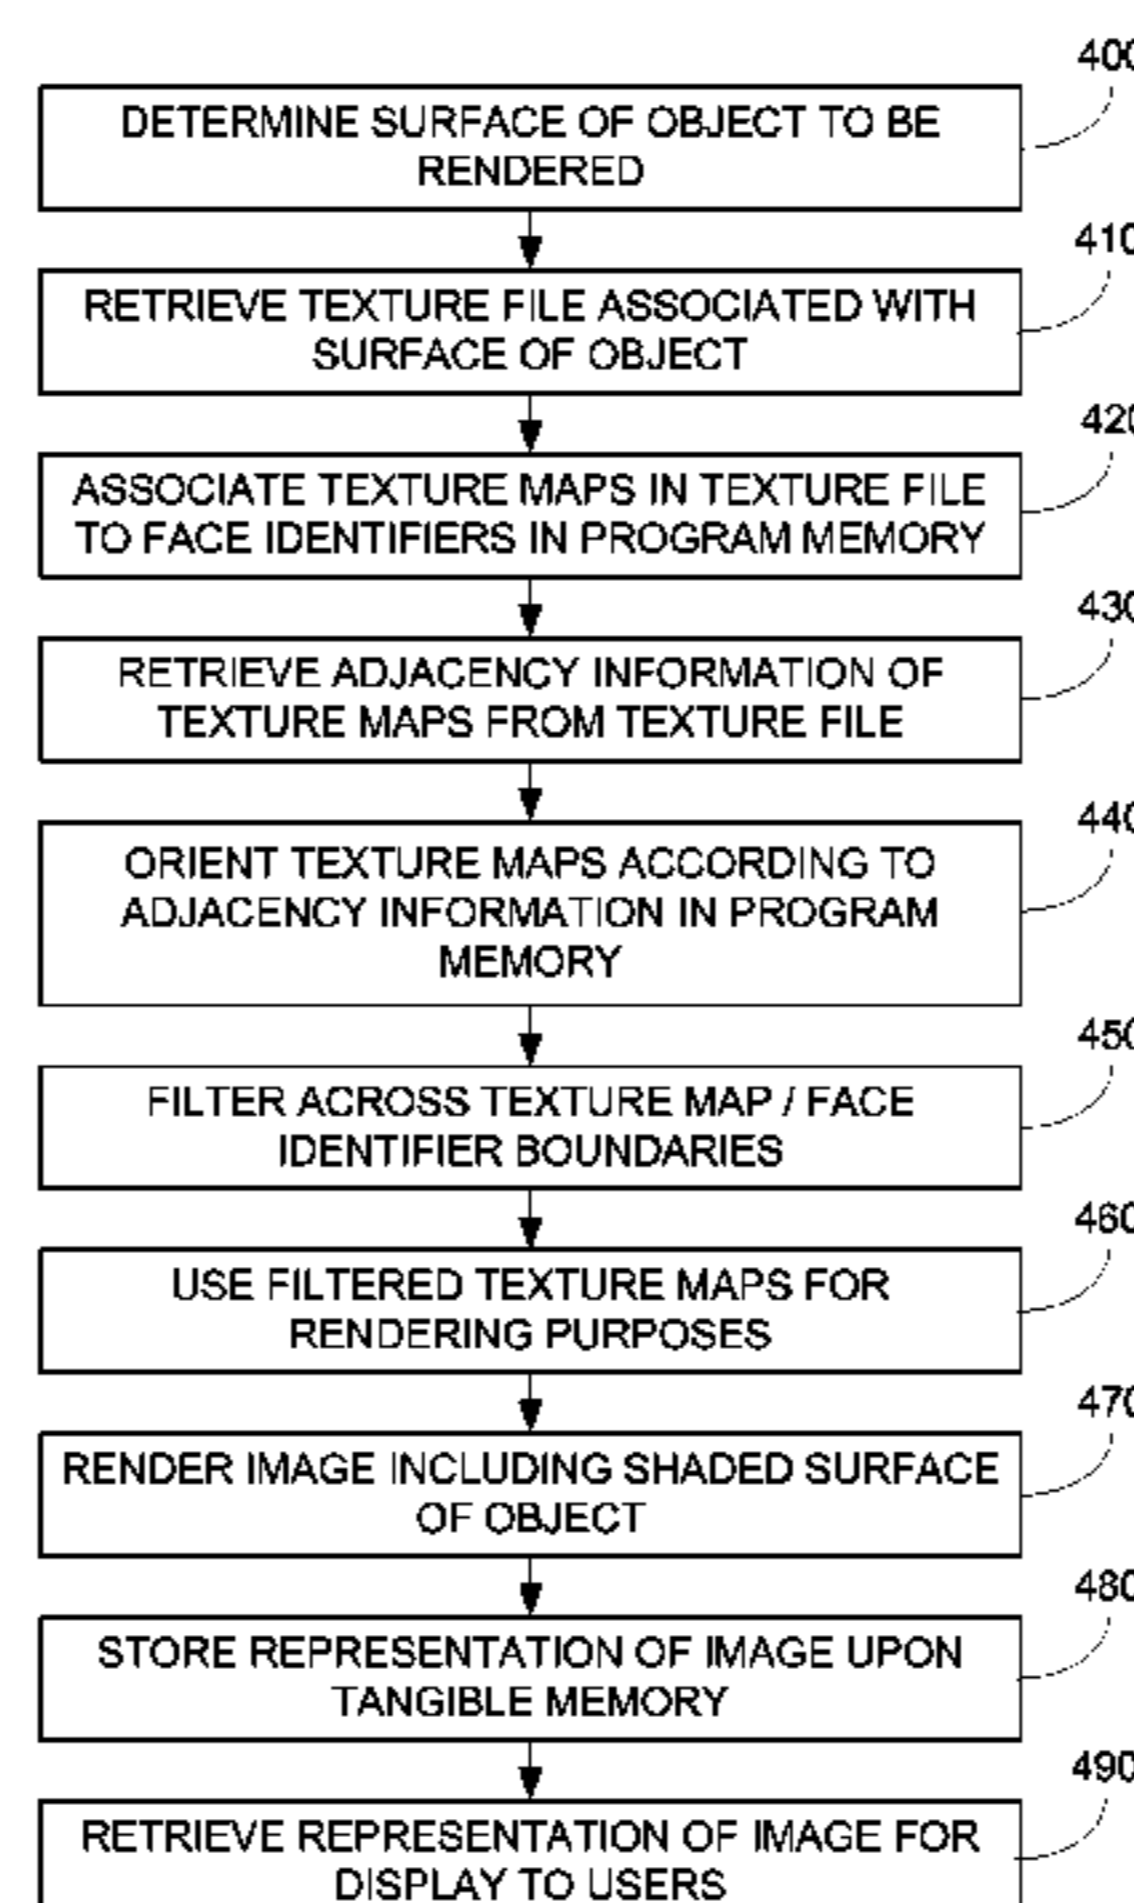 400
DETERMINE SURFACE OF OBJECT TO BE
RENDERED
410
RETRIEVE TEXTURE FILE ASSOCIATED WITH
SURFACE OF OBJECT
420
ASSOCIATE TEXTURE MAPS IN TEXTURE FILE
TO FACE IDENTIFIERS IN PROGRAM MEMORY
430
RETRIEVE ADJACENCY INFORMATION OF
TEXTURE MAPS FROM TEXTURE FILE
440
ORIENT TEXTURE MAPS ACCORDING TO
ADJACENCY INFORMATION IN PROGRAM
MEMORY
450
FILTER ACROSS TEXTURE MAP / FACE
IDENTIFIER BOUNDARIES
460
USE FILTERED TEXTURE MAPS FOR
RENDERING PURPOSES
470
RENDER IMAGE INCLUDING SHADED SURFACE
OF OBJECT
480
STORE REPRESENTATION OF IMAGE UPON
TANGIBLE MEMORY
490
RETRIEVE REPRESENTATION OF IMAGE FOR
DISPLAY TO USERS